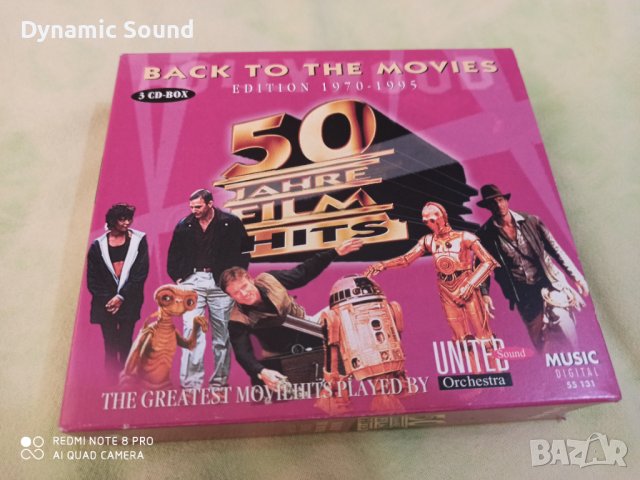 Dynamic Sound
BACK TO THE MOVIES
EDITION 1970-1995
3 CD-BOX
50
JAHRE
FILM
HITS
UNITED
Sound
Orchestra
MUSIC
DIGITAL
55 131
THE GREATEST MOVIEHITS PLAYED BY
REDMI NOTE 8 PRO
AI QUAD CAMERA
BAZAR